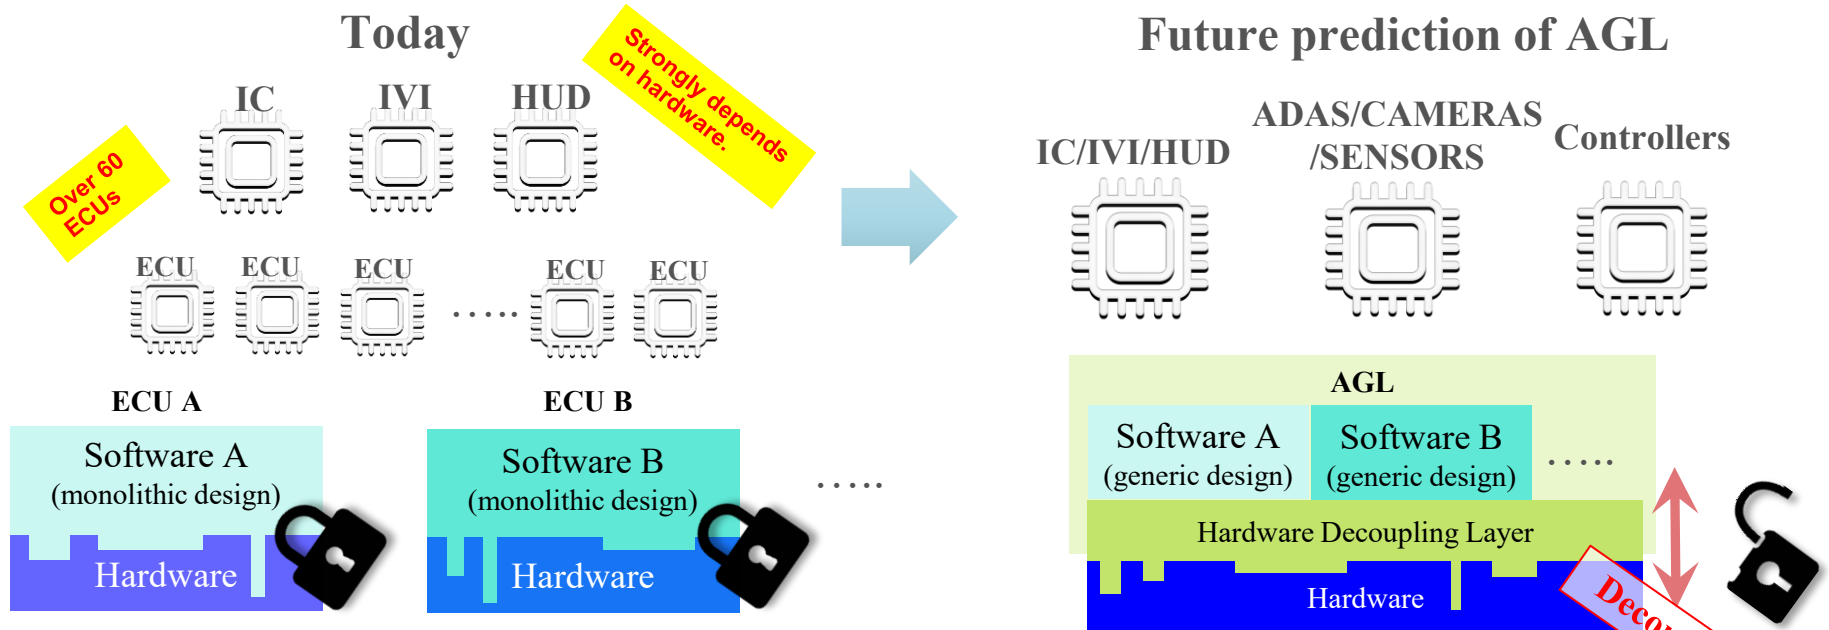 Today
Future prediction of AGL
Over 60
ECUs
IC
IVI
HUD
Strongly depends
on hardware.
ECU
ECU
ECU
.....
ECU
ECU
IC/IVI/HUD
ADAS/CAMERAS
/SENSORS
Controllers
ECU A
Software A
(monolithic design)
Hardware
ECU B
Software B
(monolithic design)
Hardware
.....
AGL
Software A
(generic design)
Software B
(generic design)
.....
Hardware Decoupling Layer
Hardware